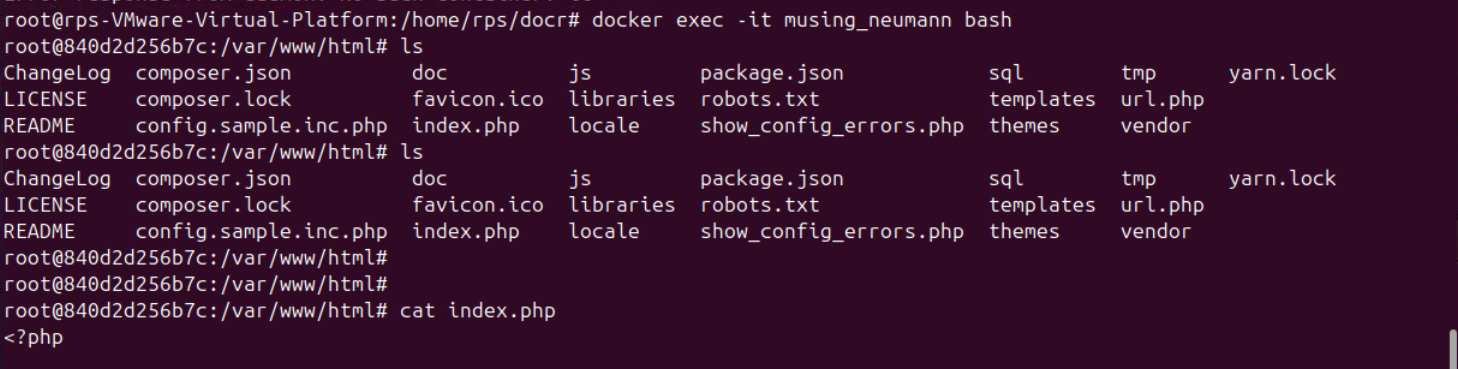 root@rps-VMware-Virtual-Platform:/home/rps/docr# docker exec -it musing_neumann bash
root@840d2d256b7c:/var/www/html# ls
ChangeLog  composer.json          doc          js         package.json           sql        tmp      yarn.lock
LICENSE    composer.lock          favicon.ico  libraries  robots.txt             templates  url.php
README     config.sample.inc.php  index.php    locale     show_config_errors.php  themes     vendor
root@840d2d256b7c:/var/www/html# ls
ChangeLog  composer.json          doc          js         package.json           sql        tmp      yarn.lock
LICENSE    composer.lock          favicon.ico  libraries  robots.txt             templates  url.php
README     config.sample.inc.php  index.php    locale     show_config_errors.php  themes     vendor
root@840d2d256b7c:/var/www/html#
root@840d2d256b7c:/var/www/html#
root@840d2d256b7c:/var/www/html# cat index.php
<?php